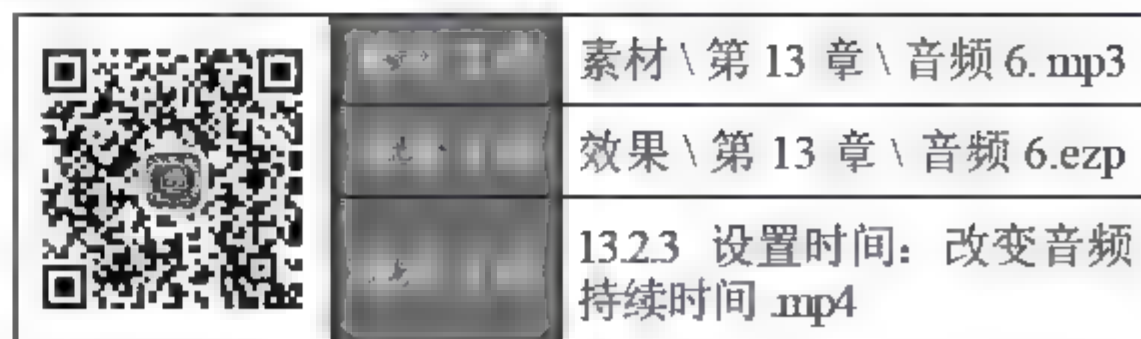 素材 \ 第 13 章 \ 音频 6. mp3
效果 \ 第 13 章 \ 音频 6.ezp
13.2.3 设置时间：改变音频
持续时间 .mp4